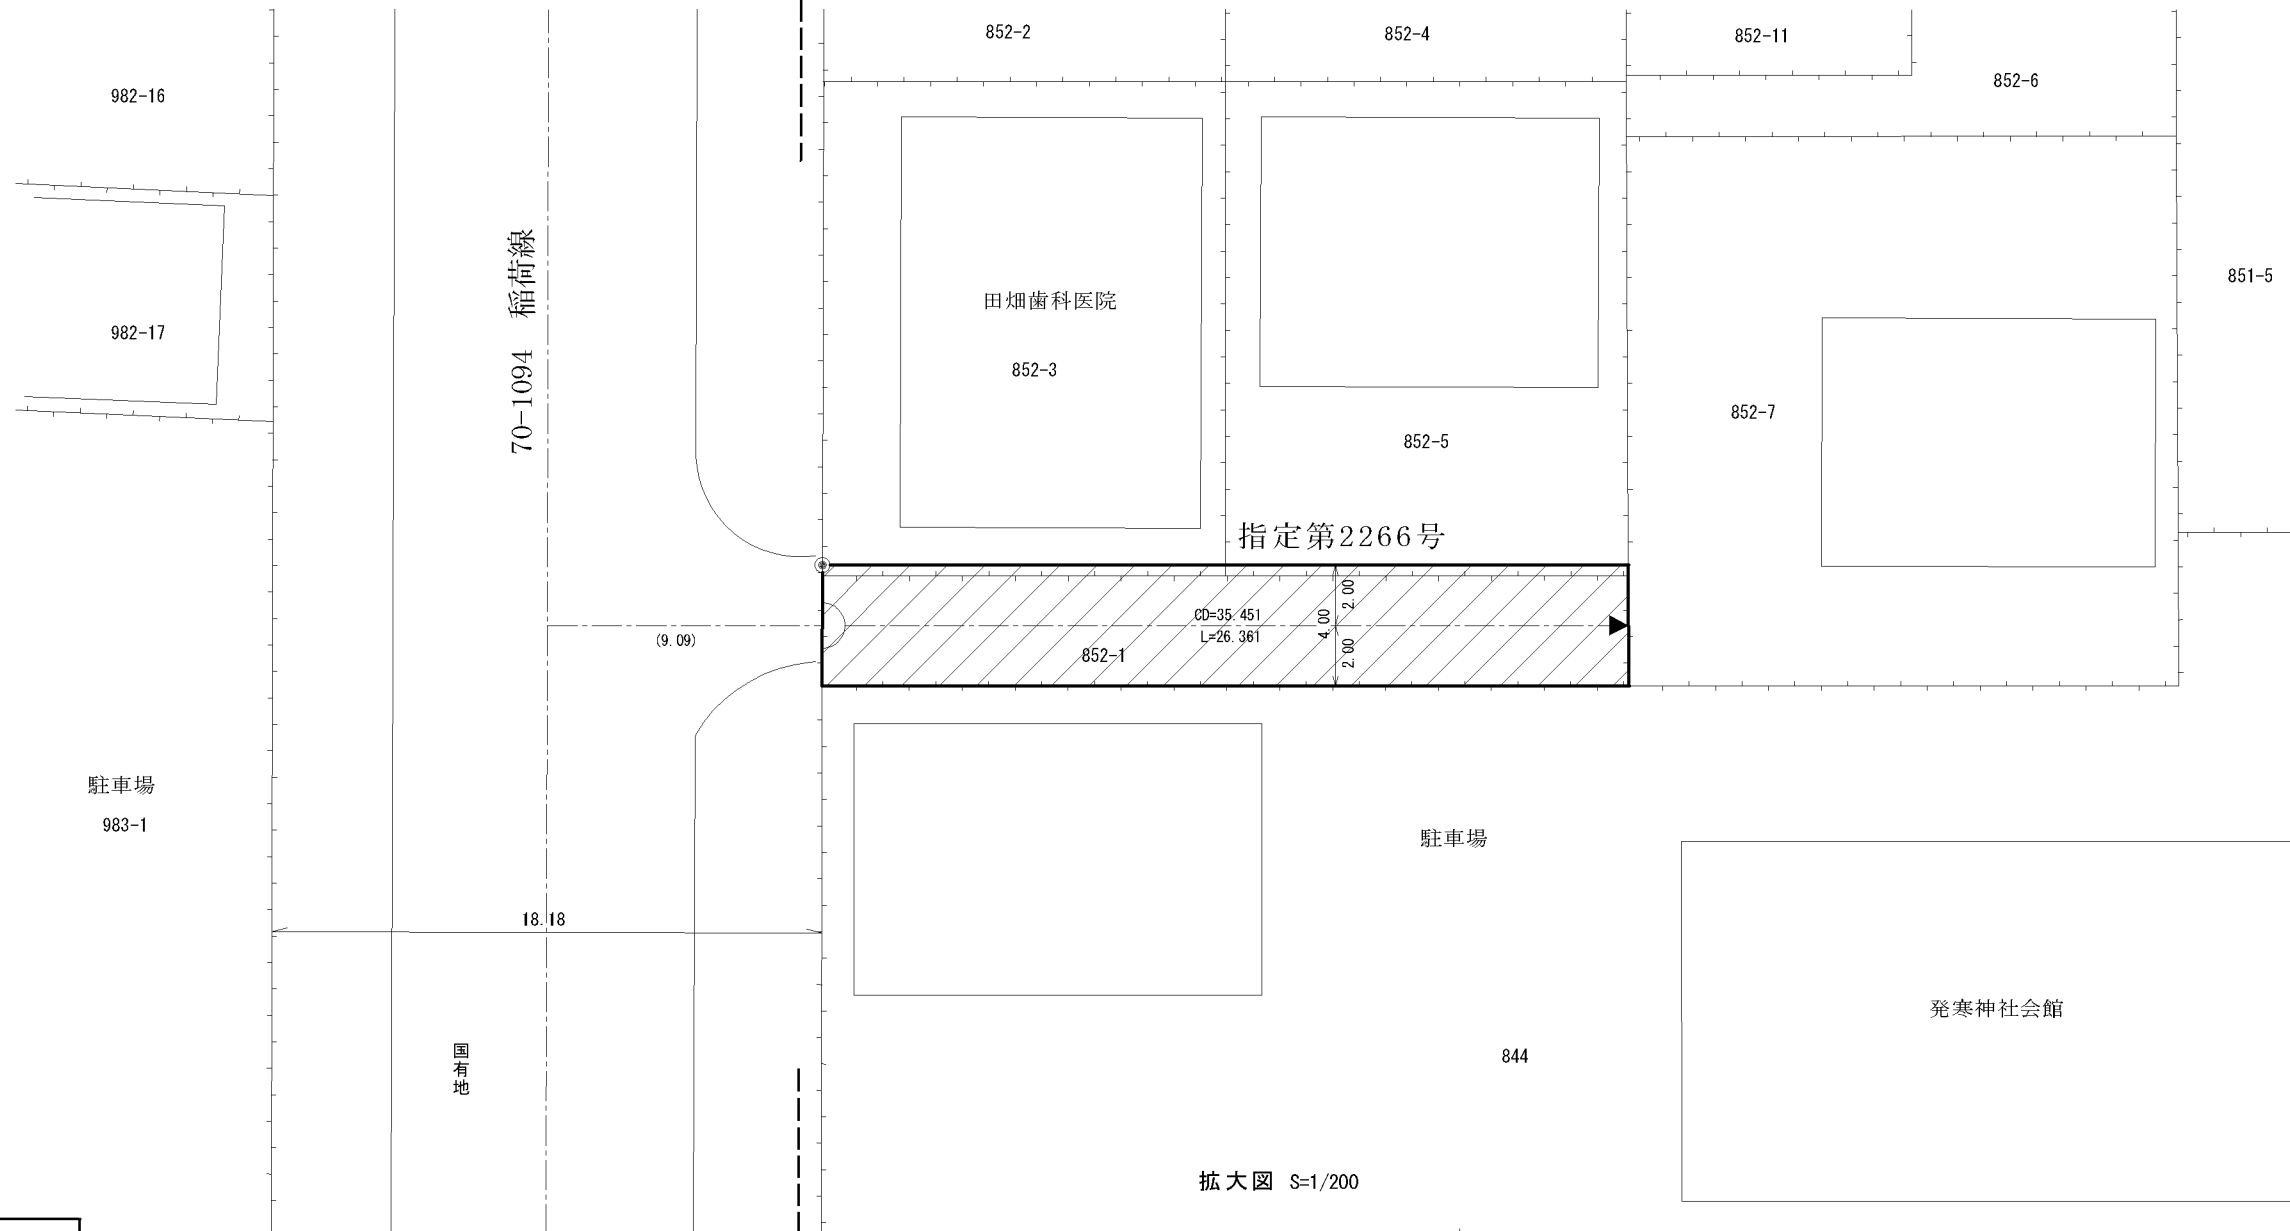 852-2
852-4
852-11
852-6
982-16
70-1094 稲荷線
851-5
田畑歯科医院
982-17
852-3
852-7
852-5
指定第2266号
2.00
CD=35.451
4.00
(9.09)
L=26.361
2.00
852-1
駐車場
983-1
駐車場
18.18
発寒神社会館
国有地
844
拡大図 S=1/200